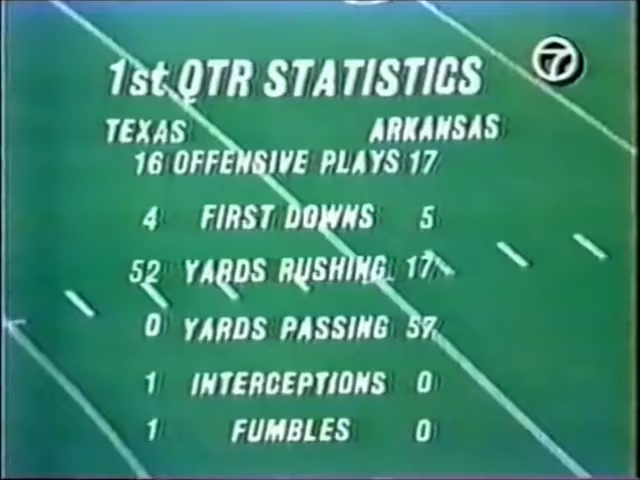 1st QTR STATISTICS
7
TEXAS ARKANSAS
16 OFFENSIVE PLAYS 17
4 FIRST DOWNS 5
52 YARDS RUSHING 17
0 YARDS PASSING 57
1 INTERCEPTIONS 0
1 FUMBLES 0